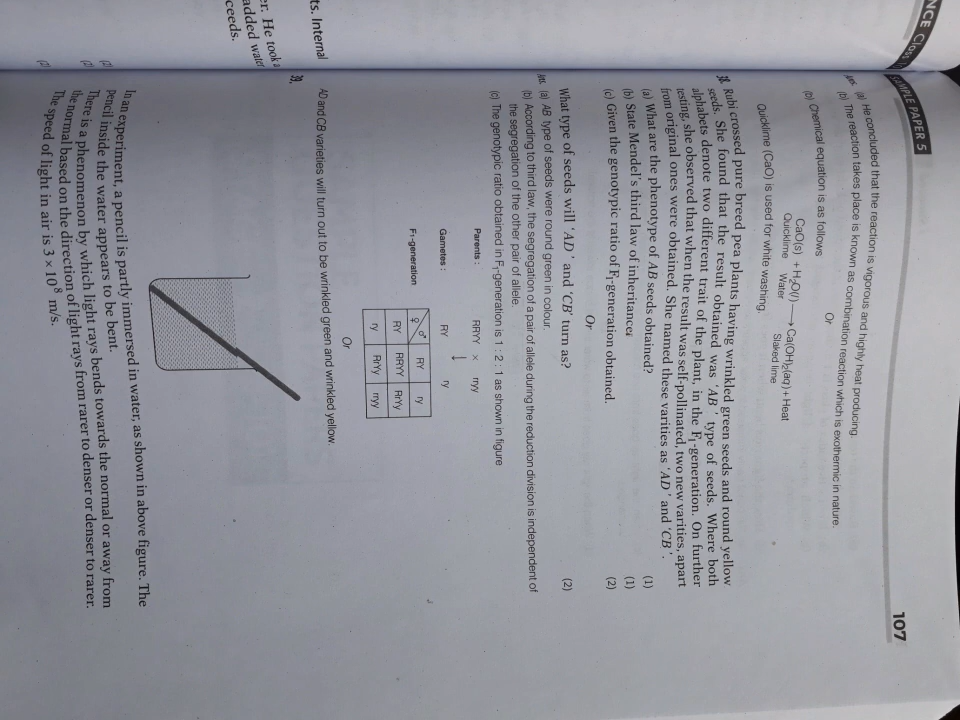 NCE Class
SAMPLE PAPER 5
107
Ans. (a) He concluded that the reaction is vigorous and highly heat producing.
(b) The reaction takes place is known as combination reaction which is exothermic in nature.
Or
(b) Chemical equation is as follows
CaO(s) + H₂O(l) ⟶ Ca(OH)₂(aq) + Heat
Quicklime Water Slaked lime
Quicklime (CaO) is used for white washing.
38. Rubi crossed pure breed pea plants having wrinkled green seeds and round yellow
seeds. She found that the result obtained was 'AB' type of seeds. Where both
alphabets denote two different trait of the plant, in the F₁-generation. On further
testing, she observed that when the result was self-pollinated, two new varities, apart
from original ones were obtained. She named these varities as 'AD' and 'CB'.
(a) What are the phenotype of AB seeds obtained? (1)
(b) State Mendel's third law of inheritance. (1)
(c) Given the genotypic ratio of F₁-generation obtained. (2)
Or
What type of seeds will 'AD' and 'CB' turn as? (2)
Ans. (a) AB type of seeds were round green in colour.
(b) According to third law, the segregation of a pair of allele during the reduction division is independent of
the segregation of the other pair of allele.
(c) The genotypic ratio obtained in F₁-generation is 1 : 2 : 1 as shown in figure
Parents : RRYY × rryy
↓
Gametes : RY ry
F₁-generation
♀ ♂ RY ry
RY RRYY RrYy
ry RrYy rryy
Or
AD and CB varieties will turn out to be wrinkled green and wrinkled yellow.
39.
In an experiment, a pencil is partly immersed in water, as shown in above figure. The
pencil inside the water appears to be bent.
There is a phenomenon by which light rays bends towards the normal or away from
the normal based on the direction of light rays from rarer to denser or denser to rarer.
The speed of light in air is 3 × 10⁸ m/s.
ts. Internal
er. He took a
added water
ceeds.
(2)
(2)
(2)